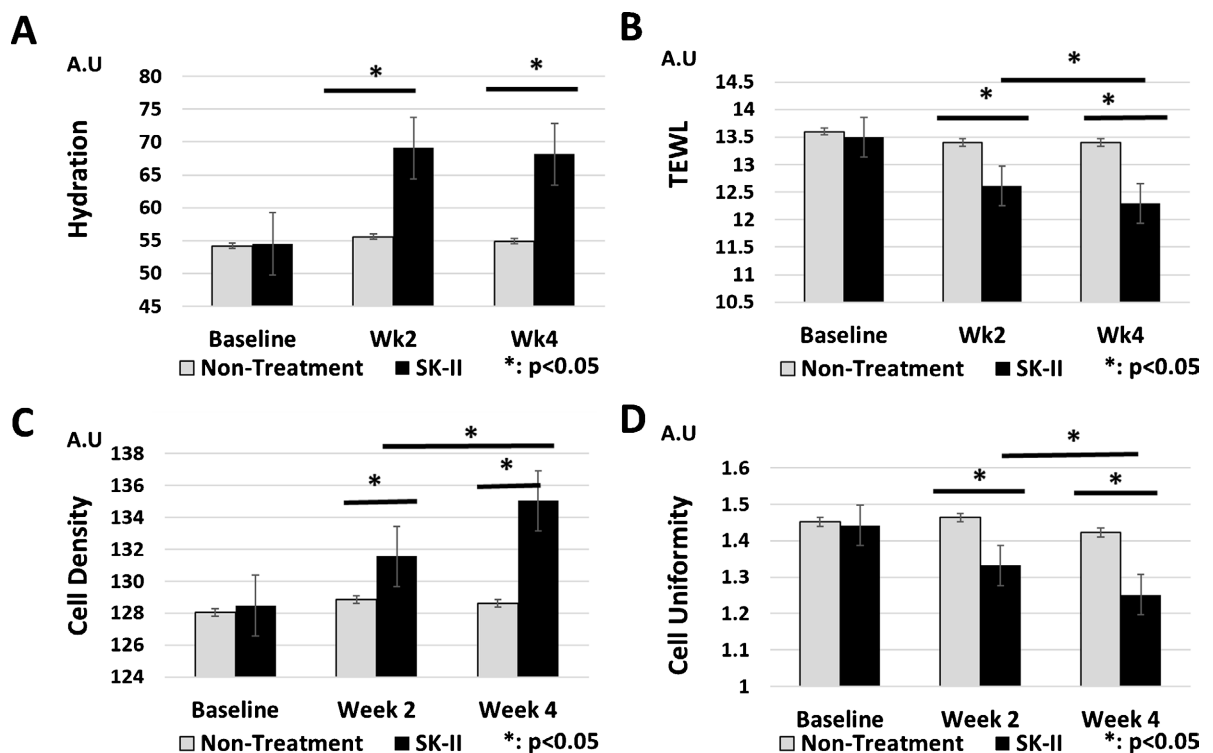 A
A.U
Hydration
80
75
70
65
60
55
50
45
*
*
Baseline Wk2 Wk4
Non-Treatment SK-II *: p<0.05
B
A.U
TEWL
14.5
14
13.5
13
12.5
12
11.5
11
10.5
*
*
*
Baseline Wk2 Wk4
Non-Treatment SK-II *: p<0.05
C
A.U
Cell Density
138
136
134
132
130
128
126
124
*
*
*
Baseline Week 2 Week 4
Non-Treatment SK-II *: p<0.05
D
A.U
Cell Uniformity
1.6
1.5
1.4
1.3
1.2
1.1
1
*
*
*
Baseline Week 2 Week 4
Non-Treatment SK-II *: p<0.05